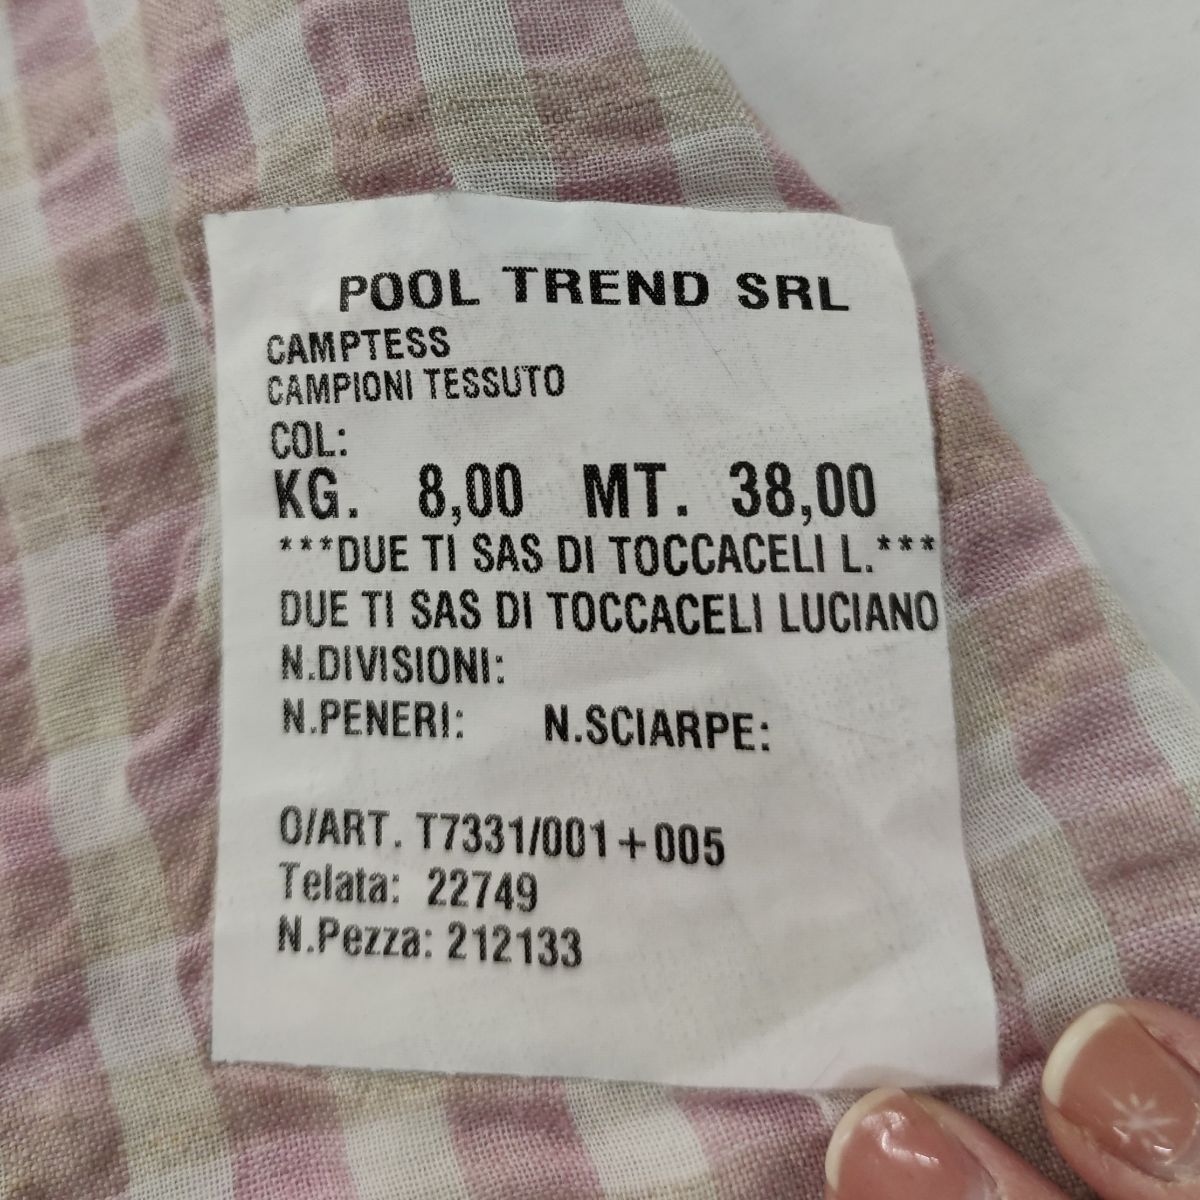 POOL TREND SRL
CAMPTESS
CAMPIONI TESSUTO
COL:
KG. 8,00 MT. 38,00
***DUE TI SAS DI TOCCACELI L.***
DUE TI SAS DI TOCCACELI LUCIANO
N.DIVISIONI:
N.PENERI: N.SCIARPE:
O/ART. T7331/001+005
Telata: 22749
N.Pezza: 212133